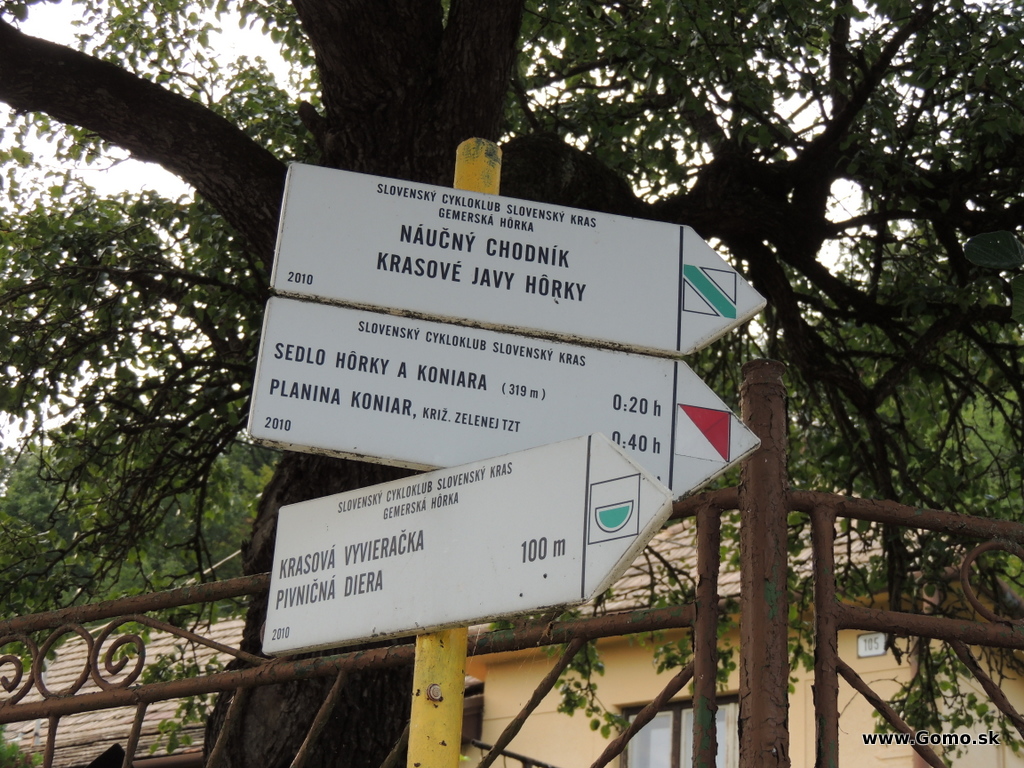 SLOVENSKÝ CYKLOKLUB SLOVENSKÝ KRAS
GEMERSKÁ HÔRKA
NÁUČNÝ CHODNÍK
KRASOVÉ JAVY HÔRKY
2010
SLOVENSKÝ CYKLOKLUB SLOVENSKÝ KRAS
SEDLO HÔRKY A KONIARA (319 m) 0:20 h
PLANINA KONIAR, KRIŽ. ZELENEJ TZT 0:40 h
2010
SLOVENSKÝ CYKLOKLUB SLOVENSKÝ KRAS
GEMERSKÁ HÔRKA
KRASOVÁ VYVIERAČKA
PIVNIČNÁ DIERA 100 m
2010
105
www.Gomo.sk